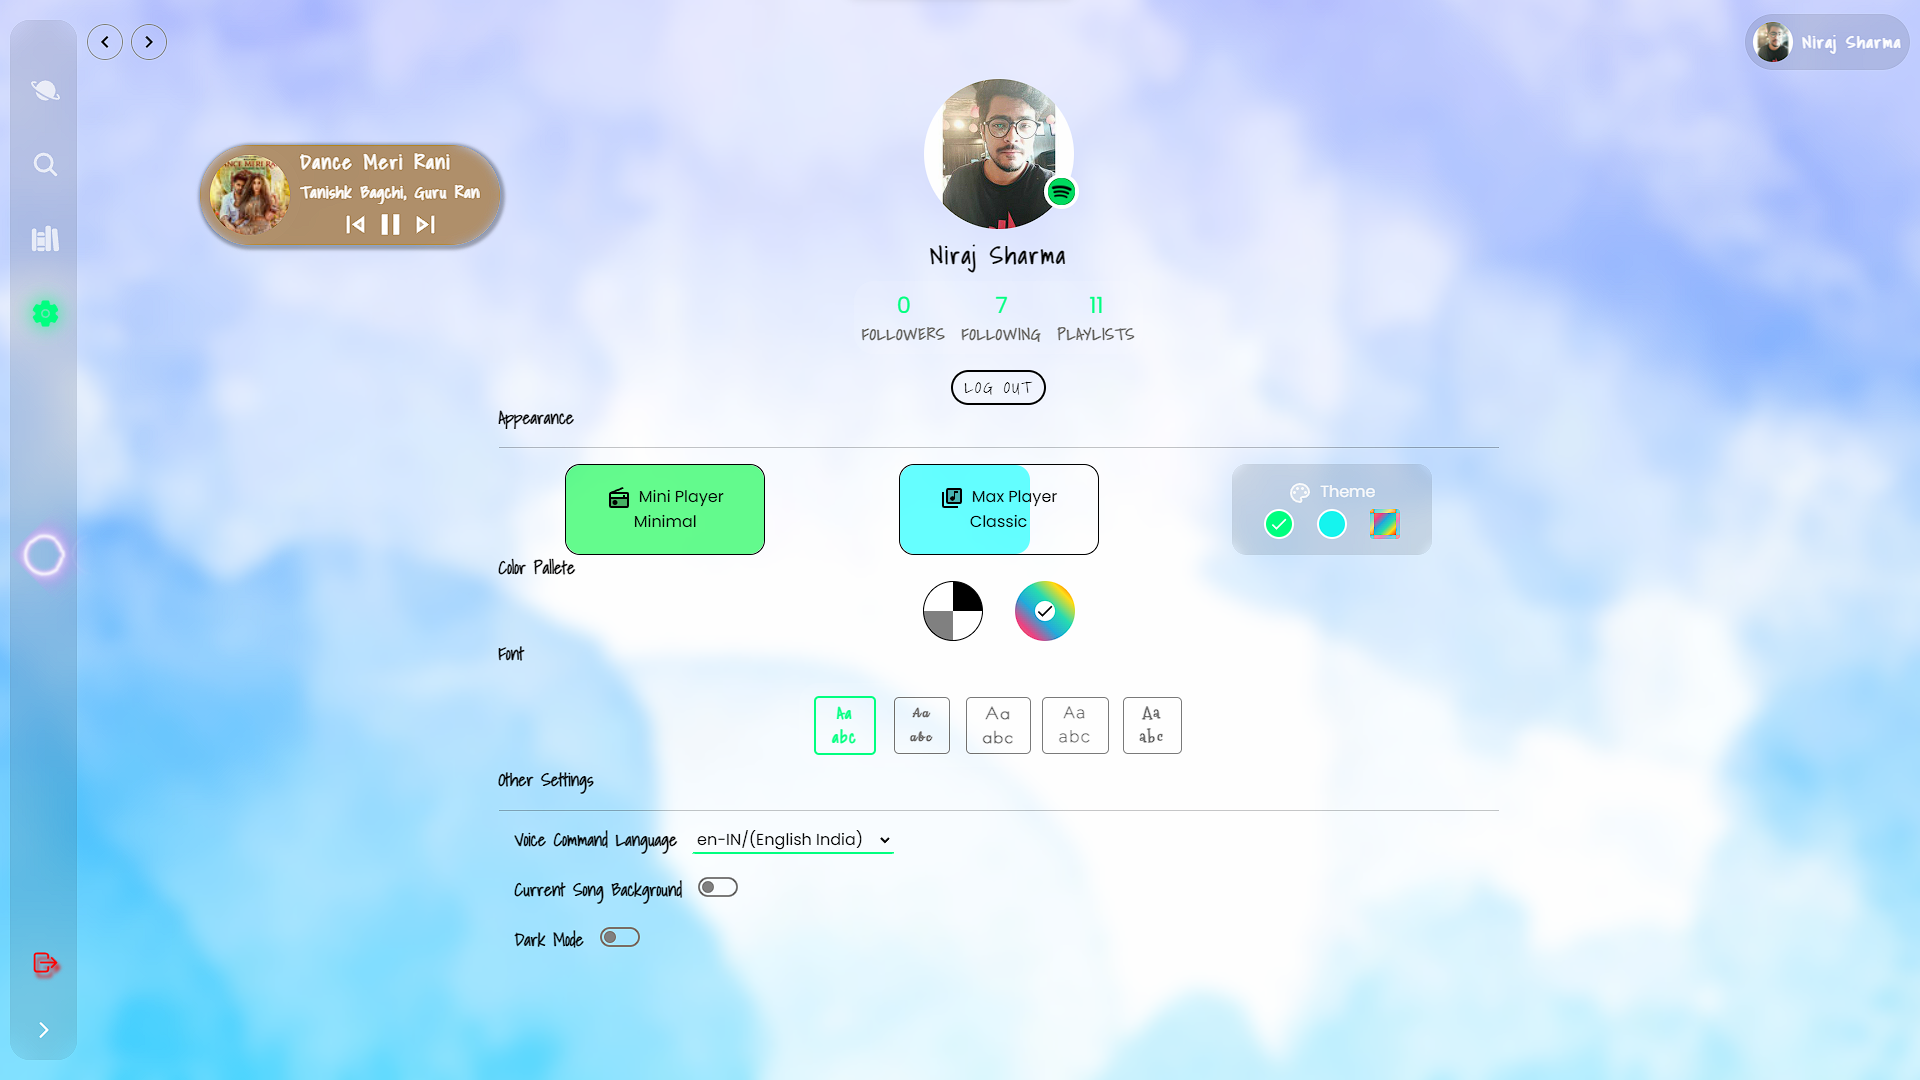 Niraj Sharma
Dance Meri Rani
Tanishk Bagchi, Guru Ran
Niraj Sharma
0 7 11
FOLLOWERS FOLLOWING PLAYLISTS
LOG OUT
Appearance
Mini Player
Minimal
Max Player
Classic
Theme
Color Pallete
Font
Aa
abc
Aa
abc
Aa
abc
Aa
abc
Aa
abc
Other Settings
Voice Command Language en-IN/(English India)
Current Song Background
Dark Mode